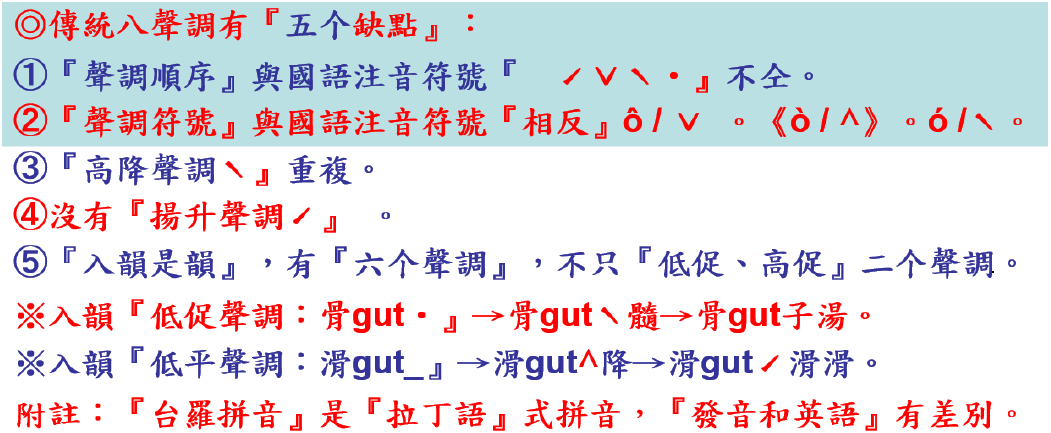 ◎傳統八聲調有『五个缺點』：
①『聲調順序』與國語注音符號『　ˊˇˋ˙』不仝。
②『聲調符號』與國語注音符號『相反』ô / ˇ 。《ò / ^》。ó /ˋ。
③『高降聲調ˋ』重複。
④沒有『揚升聲調ˊ』 。
⑤『入韻是韻』，有『六个聲調』，不只『低促、高促』二个聲調。
※入韻『低促聲調：骨gut˙』→骨gutˋ髓→骨gut子湯。
※入韻『低平聲調：滑gut_』→滑gut^降→滑gutˊ滑滑。
附註：『台羅拼音』是『拉丁語』式拼音，『發音和英語』有差別。